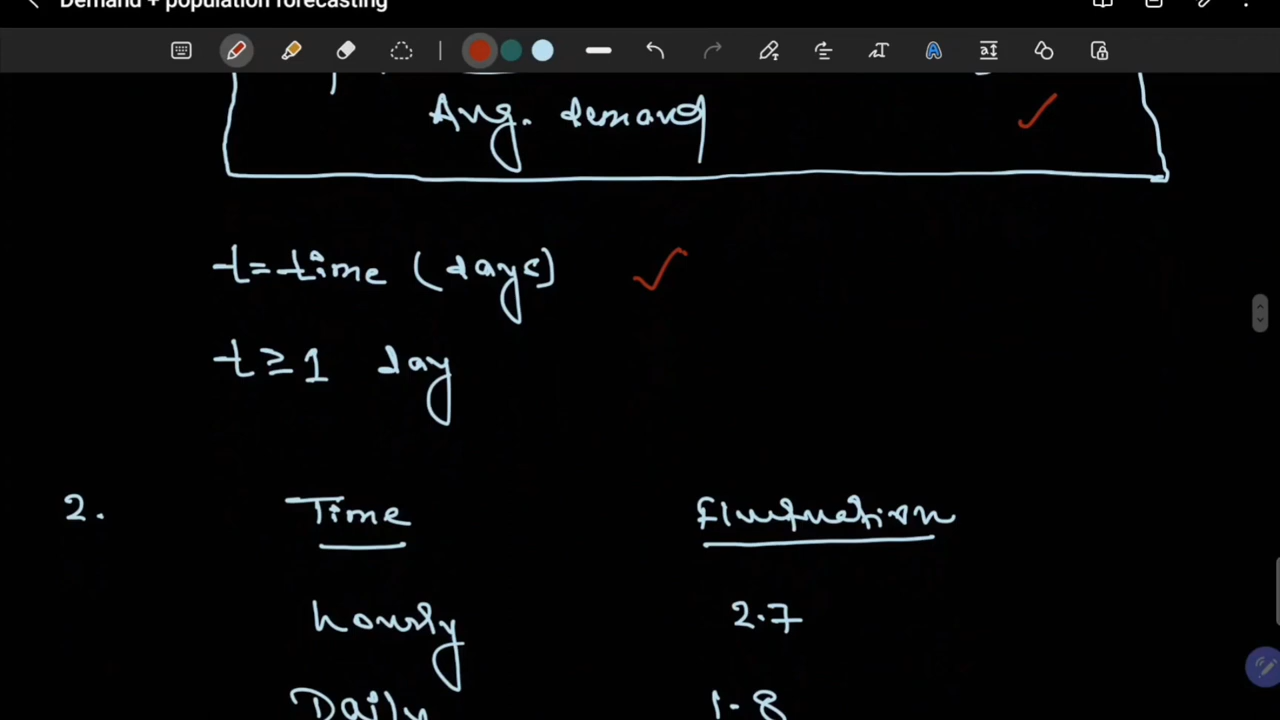 Demand + population forecasting
Avg. demand
t = time (days)
t ≥ 1 day
2. Time Fluctuation
hourly 2.7
Daily 1.8